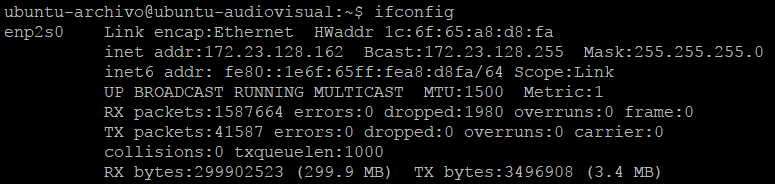 ubuntu-archivo@ubuntu-audiovisual:~$ ifconfig
enp2s0    Link encap:Ethernet  HWaddr 1c:6f:65:a8:d8:fa
          inet addr:172.23.128.162  Bcast:172.23.128.255  Mask:255.255.255.0
          inet6 addr: fe80::1e6f:65ff:fea8:d8fa/64 Scope:Link
          UP BROADCAST RUNNING MULTICAST  MTU:1500  Metric:1
          RX packets:1587664 errors:0 dropped:1980 overruns:0 frame:0
          TX packets:41587 errors:0 dropped:0 overruns:0 carrier:0
          collisions:0 txqueuelen:1000
          RX bytes:299902523 (299.9 MB)  TX bytes:3496908 (3.4 MB)